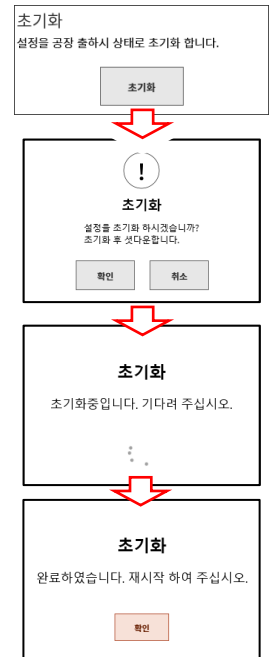 초기화
설정을 공장 출하시 상태로 초기화 합니다.
초기화
!
초기화
설정을 초기화 하시겠습니까?
초기화 후 셧다운합니다.
확인 취소
초기화
초기화중입니다. 기다려 주십시오.
초기화
완료하였습니다. 재시작 하여 주십시오.
확인